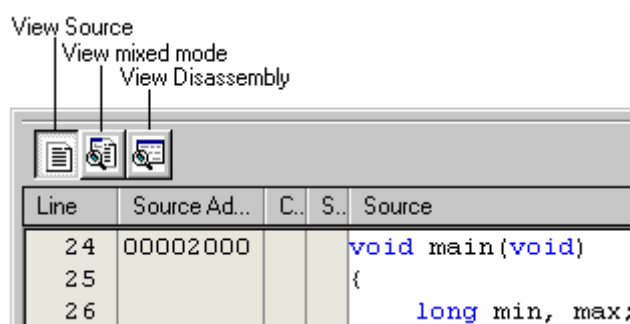 View Source
View mixed mode
View Disassembly
Line Source Ad... C.. S.. Source
24 00002000 void main(void)
25 {
26 long min, max;